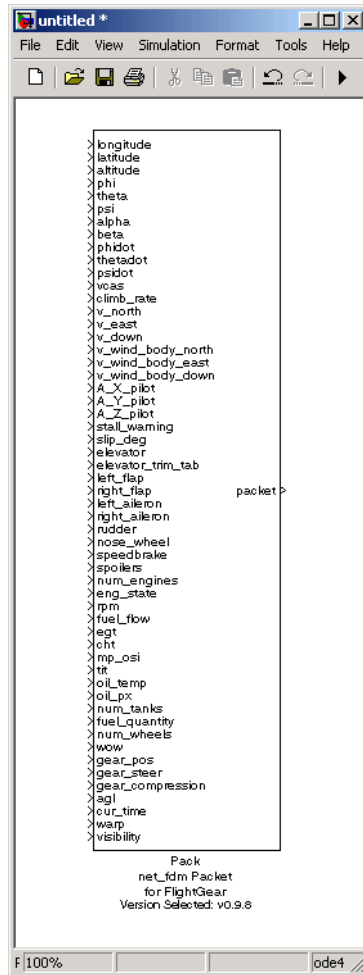 untitled *
File Edit View Simulation Format Tools Help
longitude
latitude
altitude
phi
theta
psi
alpha
beta
phidot
thetadot
psidot
vcas
climb_rate
v_north
v_east
v_down
v_wind_body_north
v_wind_body_east
v_wind_body_down
A_X_pilot
A_Y_pilot
A_Z_pilot
stall_warning
slip_deg
elevator
elevator_trim_tab
left_flap
right_flap packet
left_aileron
right_aileron
rudder
nose_wheel
speedbrake
spoilers
num_engines
eng_state
rpm
fuel_flow
egt
cht
mp_osi
tit
oil_temp
oil_px
num_tanks
fuel_quantity
num_wheels
wow
gear_pos
gear_steer
gear_compression
agl
cur_time
warp
visibility
Pack
net_fdm Packet
for FlightGear
Version Selected: v0.9.8
F 100% ode4